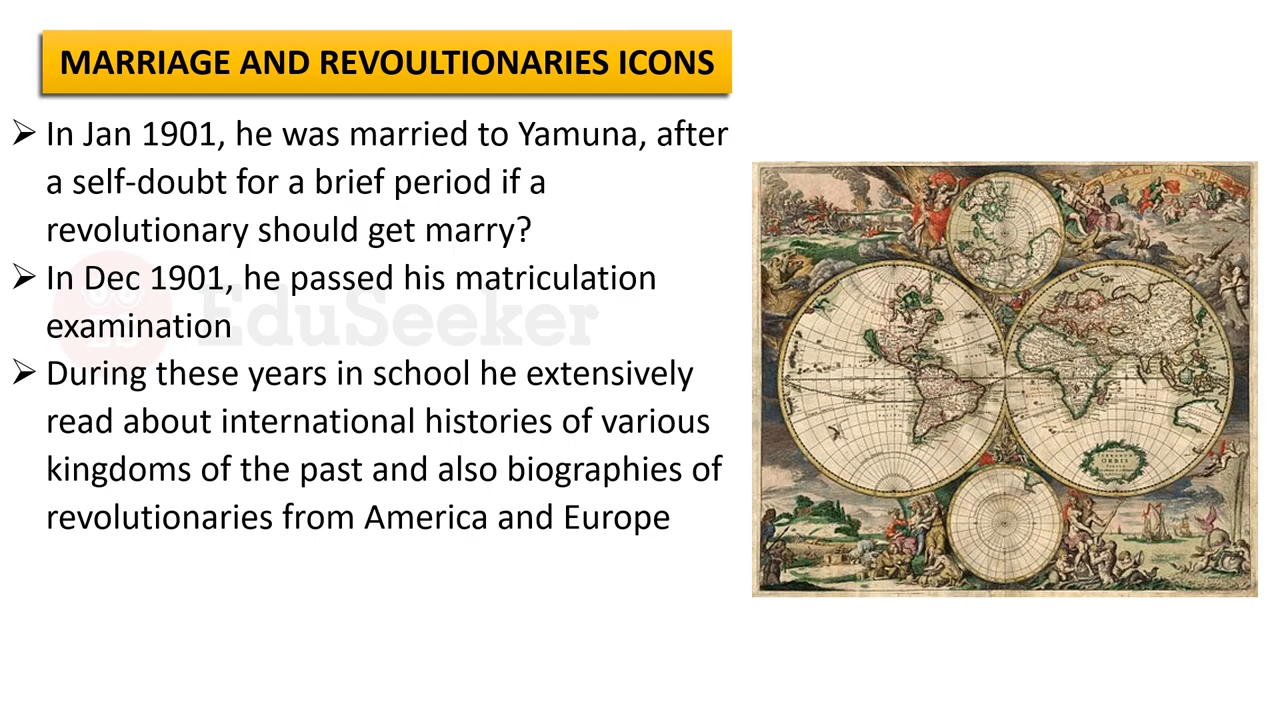 MARRIAGE AND REVOULTIONARIES ICONS
➢ In Jan 1901, he was married to Yamuna, after
a self-doubt for a brief period if a
revolutionary should get marry?
➢ In Dec 1901, he passed his matriculation
examination
➢ During these years in school he extensively
read about international histories of various
kingdoms of the past and also biographies of
revolutionaries from America and Europe
EduSeeker